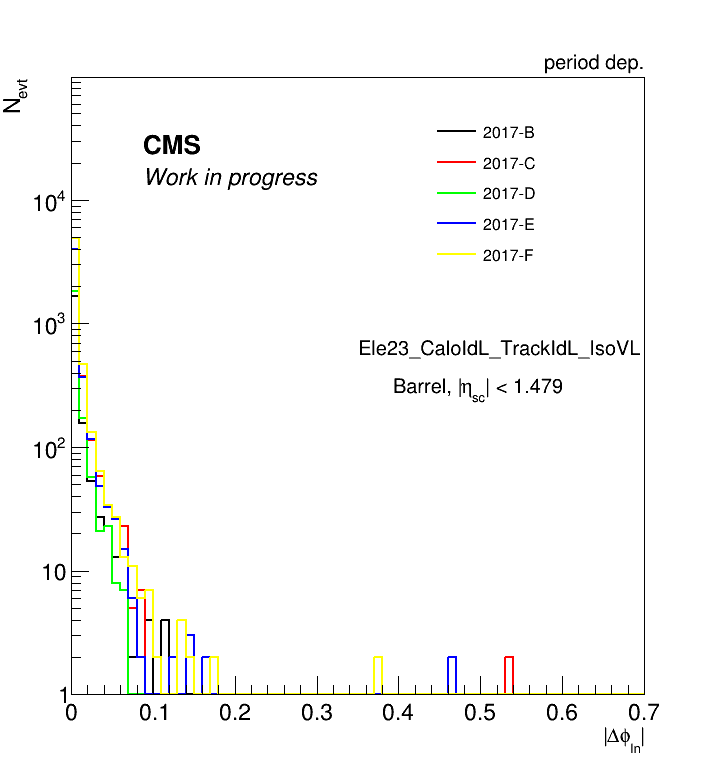 period dep.
N_evt
CMS
Work in progress
2017-B
2017-C
2017-D
2017-E
2017-F
Ele23_CaloIdL_TrackIdL_IsoVL
Barrel, |η_sc| < 1.479
10^4
10^3
10^2
10
1
0 0.1 0.2 0.3 0.4 0.5 0.6 0.7
|Δϕ_In|